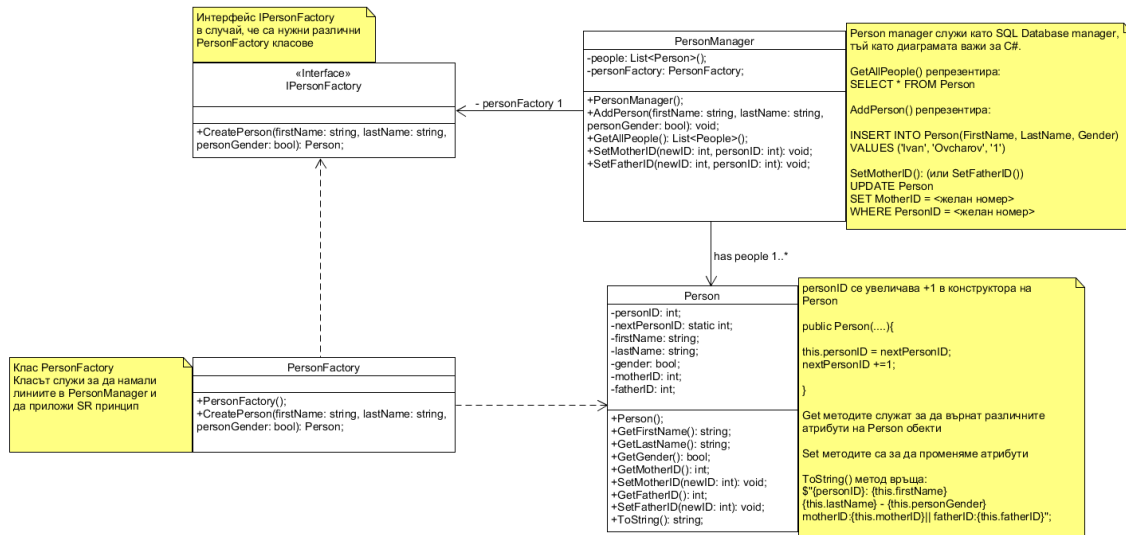 Интерфейс IPersonFactory
в случай, че са нужни различни
PersonFactory класове
«Interface»
IPersonFactory
+CreatePerson(firstName: string, lastName: string,
personGender: bool): Person;
- personFactory 1
PersonManager
-people: List<Person>();
-personFactory: PersonFactory;
+PersonManager();
+AddPerson(firstName: string, lastName: string,
personGender: bool): void;
+GetAllPeople(): List<People>();
+SetMotherID(newID: int, personID: int): void;
+SetFatherID(newID: int, personID: int): void;
Person manager служи като SQL Database manager,
тъй като диаграмата важи за C#.
GetAllPeople() репрезентира:
SELECT * FROM Person
AddPerson() репрезентира:
INSERT INTO Person(FirstName, LastName, Gender)
VALUES ('Ivan', 'Ovcharov', '1')
SetMotherID(): (или SetFatherID())
UPDATE Person
SET MotherID = <желан номер>
WHERE PersonID = <желан номер>
has people 1..*
Клас PersonFactory
Класът служи за да намали
линиите в PersonManager и
да приложи SR принцип
PersonFactory
+PersonFactory();
+CreatePerson(firstName: string, lastName: string,
personGender: bool): Person;
Person
-personID: int;
-nextPersonID: static int;
-firstName: string;
-lastName: string;
-gender: bool;
-motherID: int;
-fatherID: int;
+Person();
+GetFirstName(): string;
+GetLastName(): string;
+GetGender(): bool;
+GetMotherID(): int;
+SetMotherID(newID: int): void;
+GetFatherID(): int;
+SetFatherID(newID: int): void;
+ToString(): string;
personID се увеличава +1 в конструктора на
Person
public Person(....){
this.personID = nextPersonID;
nextPersonID +=1;
}
Get методите служат за да върнат различните
атрибути на Person обекти
Set методите са за да променяме атрибути
ToString() метод връща:
$"{personID}: {this.firstName}
{this.lastName} - {this.personGender}
motherID:{this.motherID}|| fatherID:{this.fatherID}";